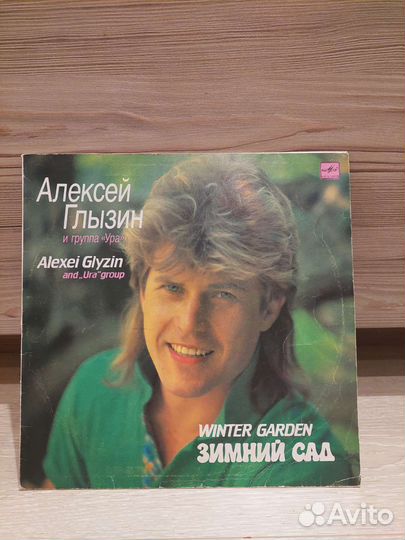 Алексей
Глызин
и группа «Ура»
Alexei Glyzin
and „Ura" group
WINTER GARDEN
ЗИМНИЙ САД
Avito